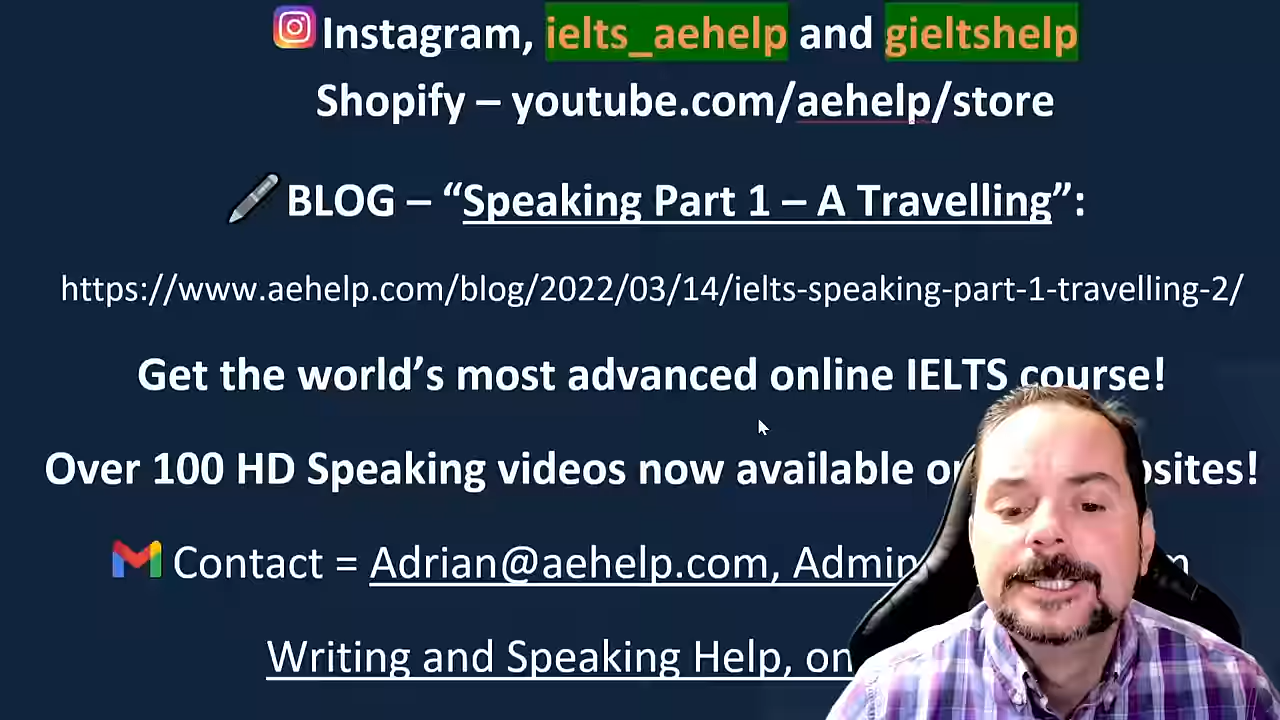 Instagram, ielts_aehelp and gieltshelp
Shopify – youtube.com/aehelp/store
BLOG – “Speaking Part 1 – A Travelling”:
https://www.aehelp.com/blog/2022/03/14/ielts-speaking-part-1-travelling-2/
Get the world’s most advanced online IELTS course!
Over 100 HD Speaking videos now available
Contact = Adrian@aehelp.com,
Writing and Speaking Help,